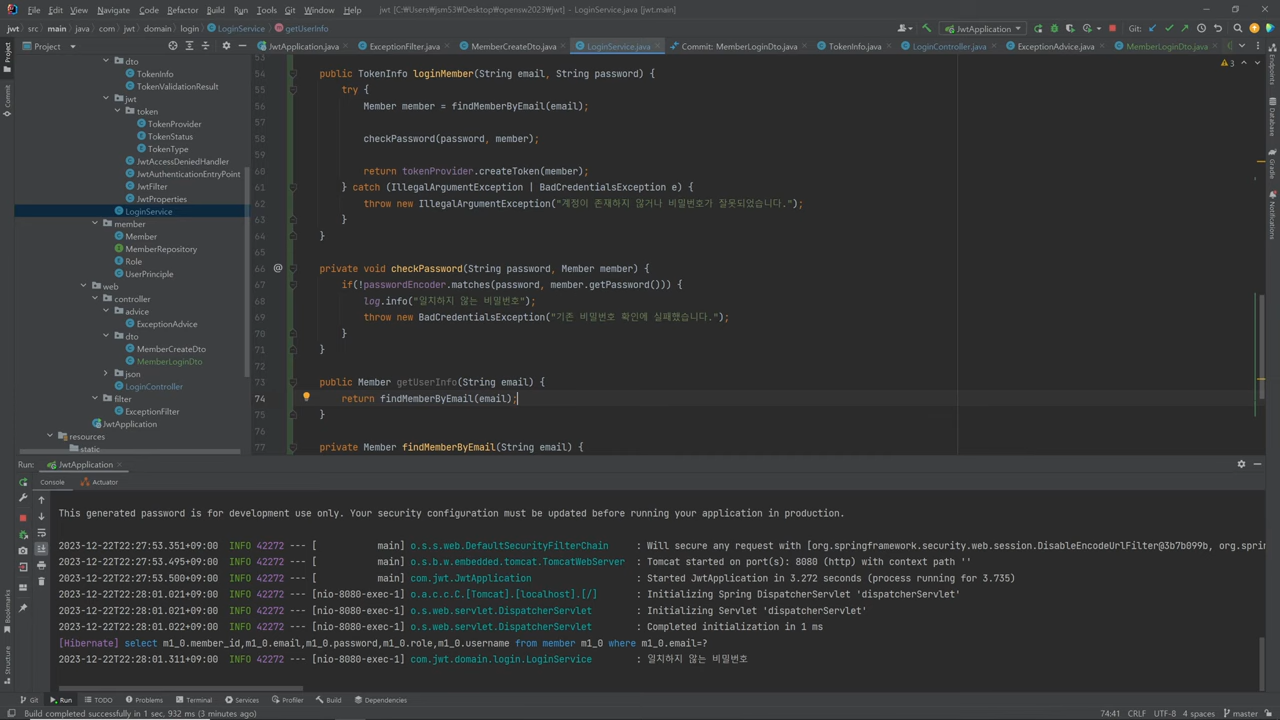 File Edit View Navigate Code Refactor Build Run Tools Git Window Help jwt [C:₩Users₩jsm53₩Desktop₩opensw2023₩jwt] - LoginService.java [jwt.main]
jwt src main java com jwt domain login LoginService getUserInfo JwtApplication Git:
Project
JwtApplication.java ExceptionFilter.java MemberCreateDto.java LoginService.java Commit: MemberLoginDto.java TokenInfo.java LoginController.java ExceptionAdvice.java MemberLoginDto.java
Project
Commit
Bookmarks
Structure
Endpoints
Database
Gradle
Notifications
dto
TokenInfo
TokenValidationResult
jwt
token
TokenProvider
TokenStatus
TokenType
JwtAccessDeniedHandler
JwtAuthenticationEntryPoint
JwtFilter
JwtProperties
LoginService
member
Member
MemberRepository
Role
UserPrinciple
web
controller
advice
ExceptionAdvice
dto
MemberCreateDto
MemberLoginDto
json
LoginController
filter
ExceptionFilter
JwtApplication
resources
static
3
53
54 public TokenInfo loginMember(String email, String password) {
55 try {
56 Member member = findMemberByEmail(email);
57
58 checkPassword(password, member);
59
60 return tokenProvider.createToken(member);
61 } catch (IllegalArgumentException | BadCredentialsException e) {
62 throw new IllegalArgumentException("계정이 존재하지 않거나 비밀번호가 잘못되었습니다.");
63 }
64 }
65
66 @ private void checkPassword(String password, Member member) {
67 if(!passwordEncoder.matches(password, member.getPassword())) {
68 log.info("일치하지 않는 비밀번호");
69 throw new BadCredentialsException("기존 비밀번호 확인에 실패했습니다.");
70 }
71 }
72
73 public Member getUserInfo(String email) {
74 return findMemberByEmail(email);
75 }
76
77 private Member findMemberByEmail(String email) {
Run: JwtApplication
Console Actuator
This generated password is for development use only. Your security configuration must be updated before running your application in production.
2023-12-22T22:27:53.351+09:00 INFO 42272 --- [ main] o.s.s.web.DefaultSecurityFilterChain : Will secure any request with [org.springframework.security.web.session.DisableEncodeUrlFilter@3b7b099b, org.spri
2023-12-22T22:27:53.495+09:00 INFO 42272 --- [ main] o.s.b.w.embedded.tomcat.TomcatWebServer : Tomcat started on port(s): 8080 (http) with context path ''
2023-12-22T22:27:53.500+09:00 INFO 42272 --- [ main] com.jwt.JwtApplication : Started JwtApplication in 3.272 seconds (process running for 3.735)
2023-12-22T22:28:01.021+09:00 INFO 42272 --- [nio-8080-exec-1] o.a.c.c.C.[Tomcat].[localhost].[/] : Initializing Spring DispatcherServlet 'dispatcherServlet'
2023-12-22T22:28:01.021+09:00 INFO 42272 --- [nio-8080-exec-1] o.s.web.servlet.DispatcherServlet : Initializing Servlet 'dispatcherServlet'
2023-12-22T22:28:01.022+09:00 INFO 42272 --- [nio-8080-exec-1] o.s.web.servlet.DispatcherServlet : Completed initialization in 1 ms
[Hibernate] select m1_0.member_id,m1_0.email,m1_0.password,m1_0.role,m1_0.username from member m1_0 where m1_0.email=?
2023-12-22T22:28:01.311+09:00 INFO 42272 --- [nio-8080-exec-1] com.jwt.domain.login.LoginService : 일치하지 않는 비밀번호
Git Run TODO Problems Terminal Services Profiler Build Dependencies
Build completed successfully in 1 sec, 932 ms (3 minutes ago) 74:41 CRLF UTF-8 4 spaces master